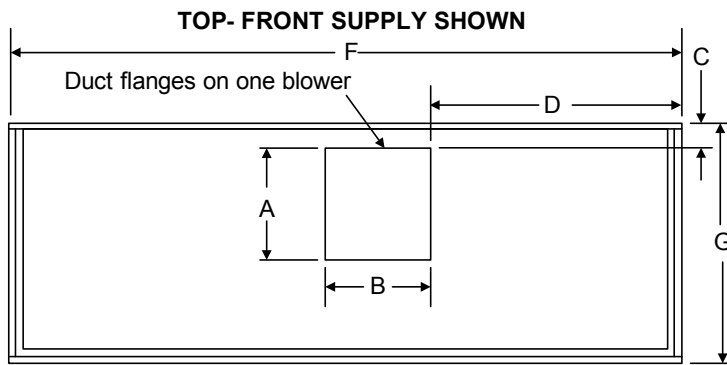 TOP- FRONT SUPPLY SHOWN
F
C
Duct flanges on one blower
D
A
G
B